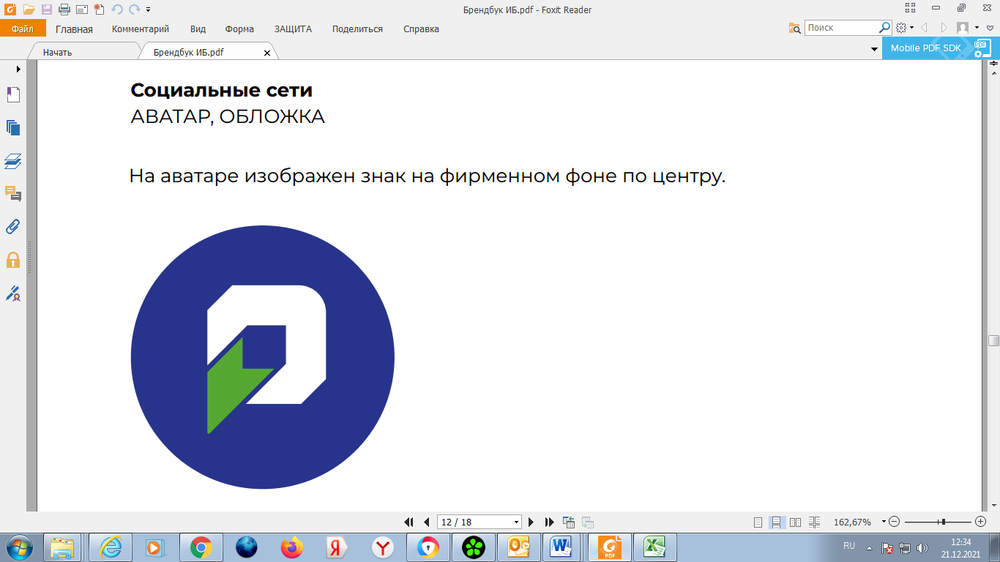 Брендбук ИБ.pdf - Foxit Reader
Файл Главная Комментарий Вид Форма ЗАЩИТА Поделиться Справка
Поиск
Начать
Брендбук ИБ.pdf
Mobile PDF SDK
PDF
Социальные сети
АВАТАР, ОБЛОЖКА
На аватаре изображен знак на фирменном фоне по центру.
12 / 18
162,67%
RU
12:34
21.12.2021